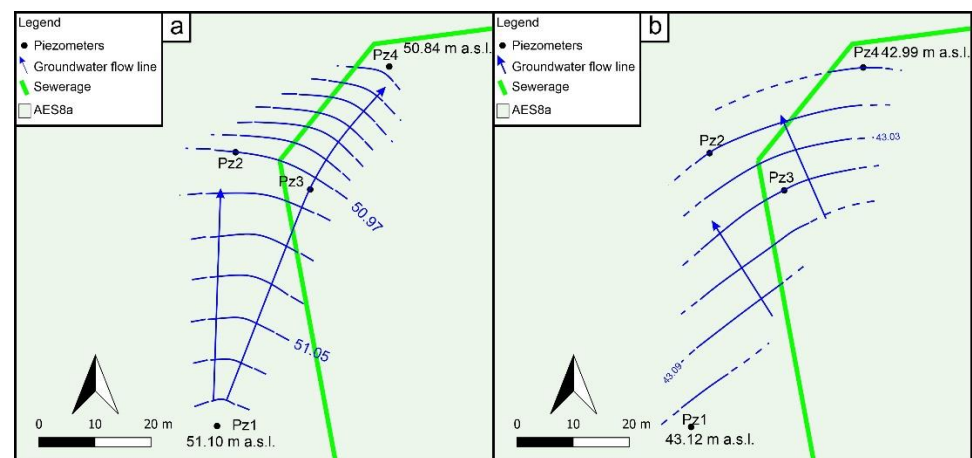 Legend
Piezometers
Groundwater flow line
Sewerage
AES8a
a
50.84 m a.s.l.
Pz4
Pz2
Pz3
50.97
51.05
Pz1
51.10 m a.s.l.
0 10 20 m
Legend
Piezometers
Groundwater flow line
Sewerage
AES8a
b
Pz4 42.99 m a.s.l.
Pz2
43.03
Pz3
43.09
Pz1
43.12 m a.s.l.
0 10 20 m